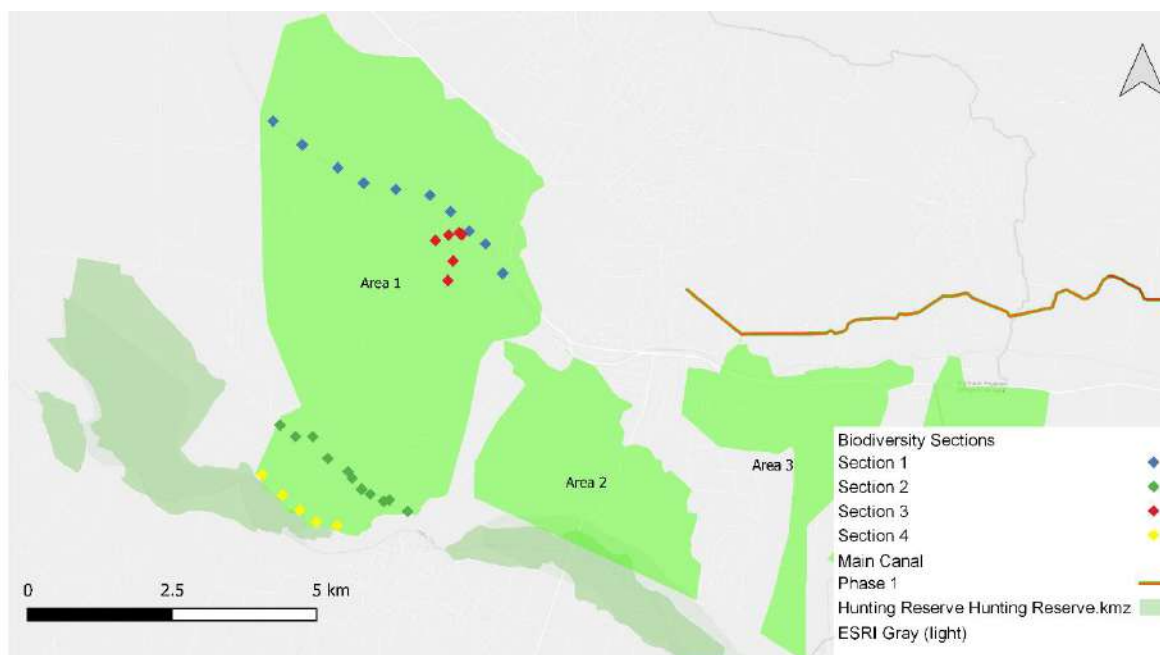 Area 1
Area 2
Area 3
0 2.5 5 km
Biodiversity Sections
Section 1
Section 2
Section 3
Section 4
Main Canal
Phase 1
Hunting Reserve Hunting Reserve.kmz
ESRI Gray (light)